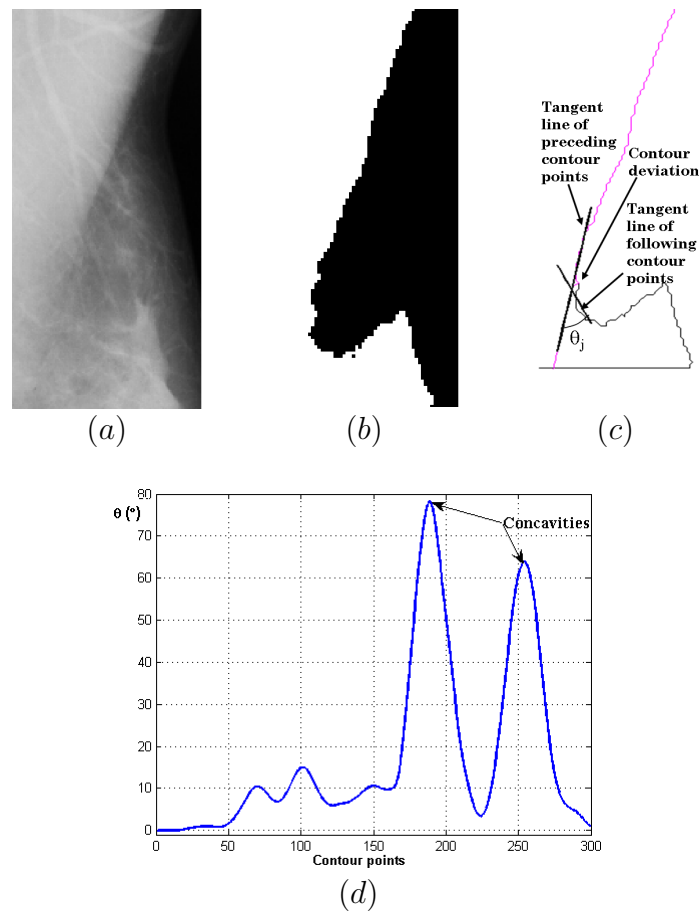 Tangent
line of
preceding
contour
points
Contour
deviation
Tangent
line of
following
contour
points
θj
(a)
(b)
(c)
θ (°)
80
70
60
50
40
30
20
10
0
Concavities
0 50 100 150 200 250 300
Contour points
(d)